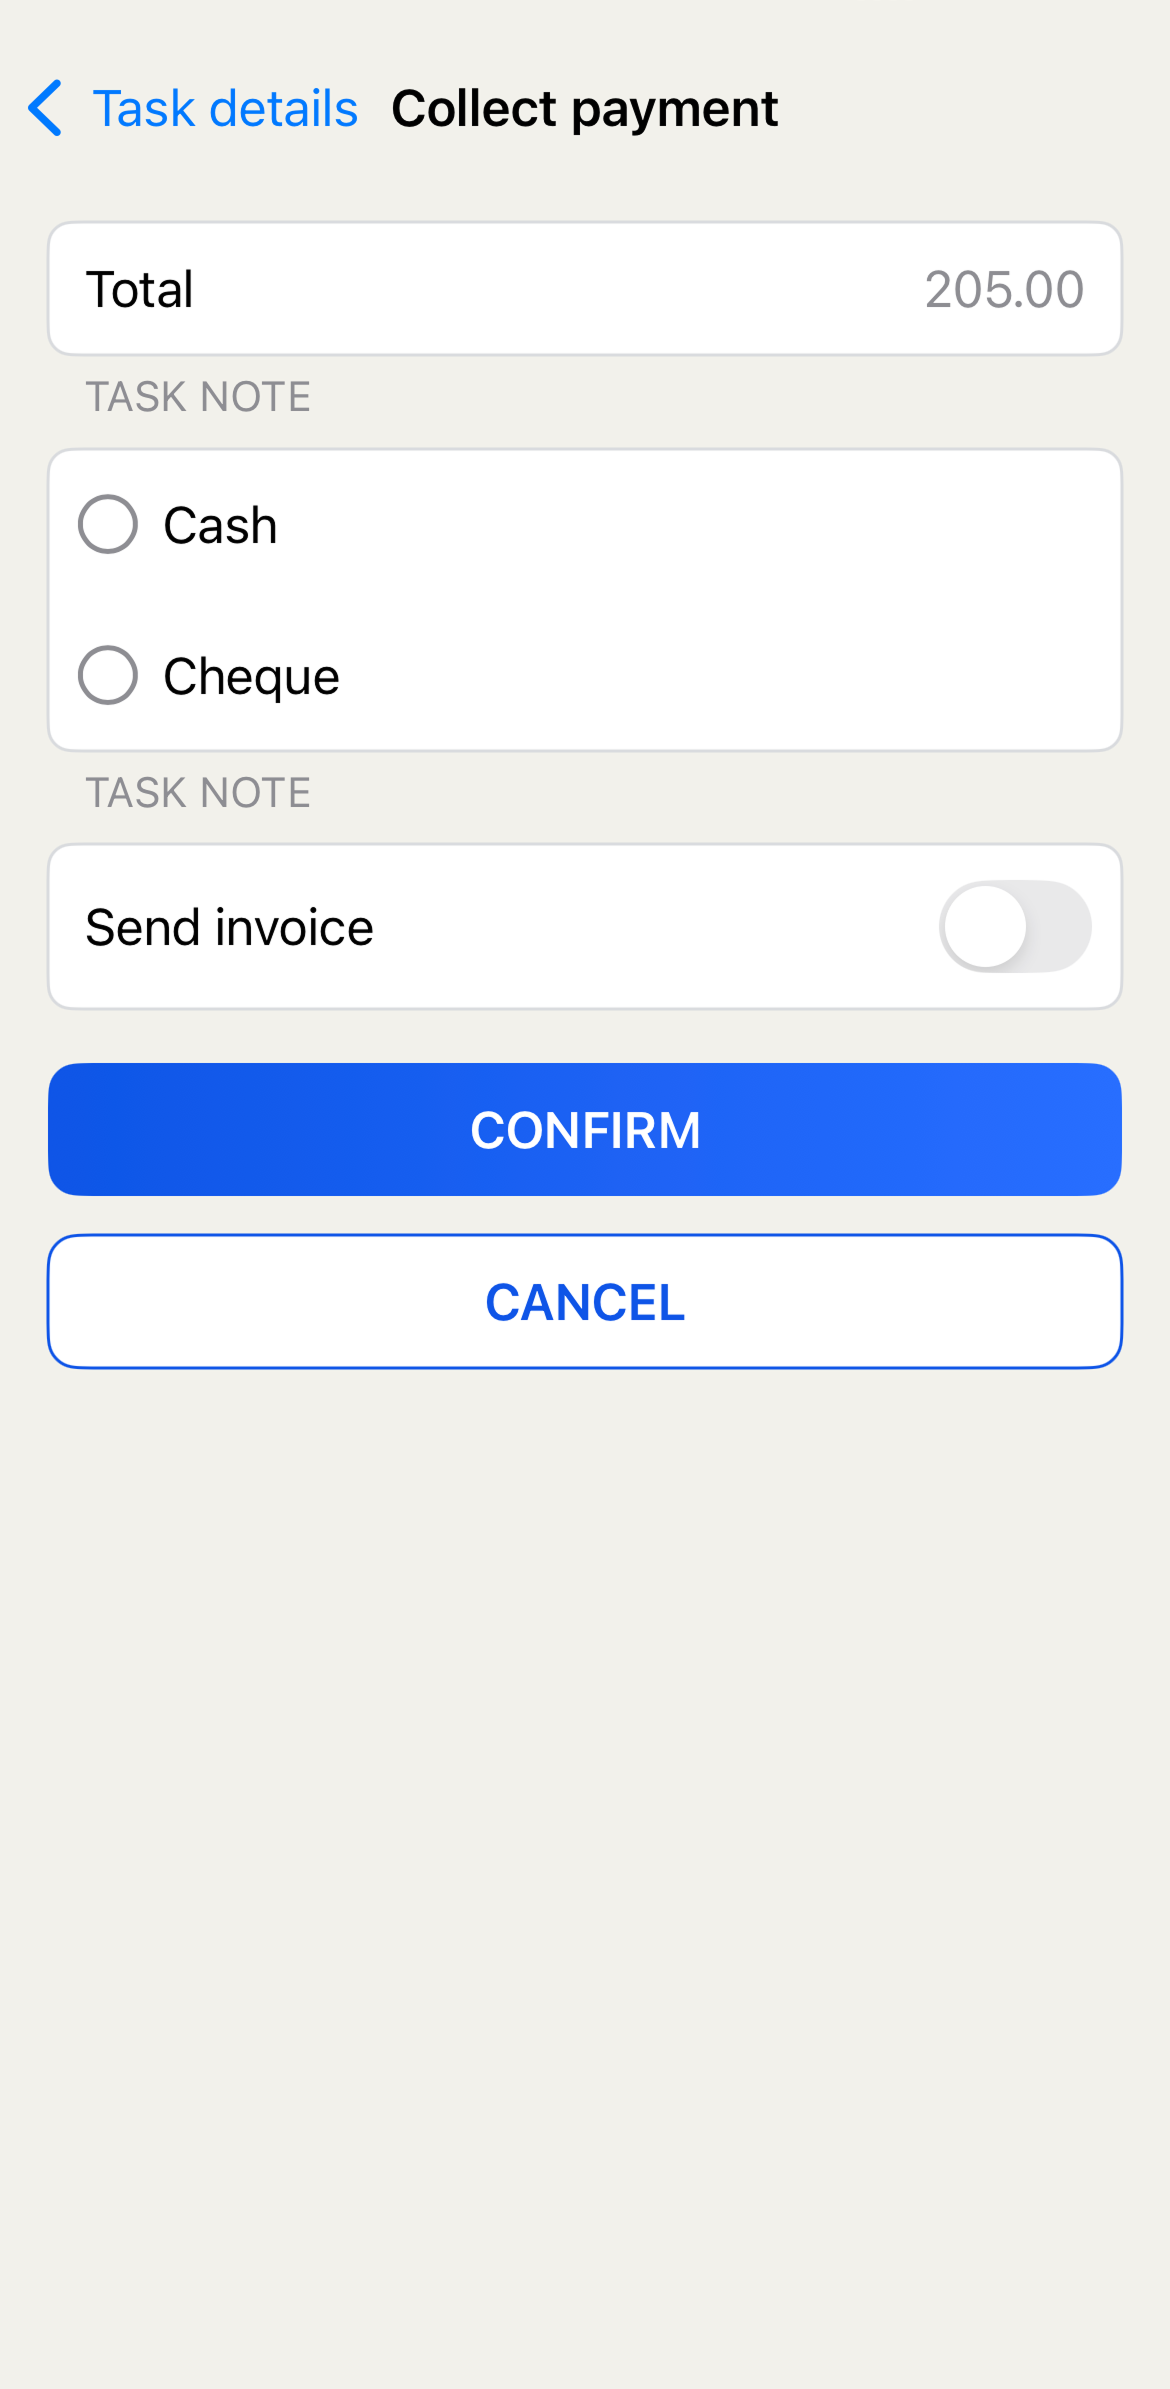 Task details Collect payment
Total 205.00
TASK NOTE
Cash
Cheque
TASK NOTE
Send invoice
CONFIRM
CANCEL